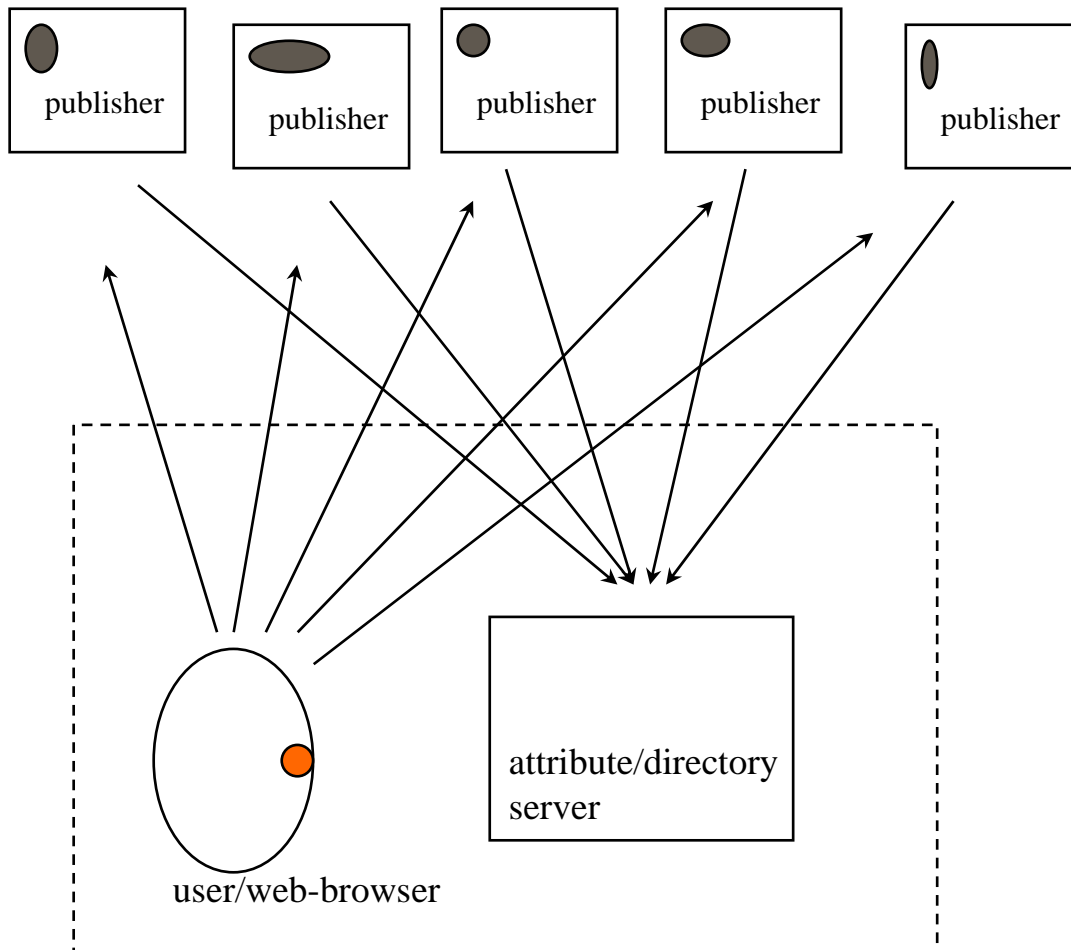 publisher
publisher
publisher
publisher
publisher
attribute/directory
server
user/web-browser